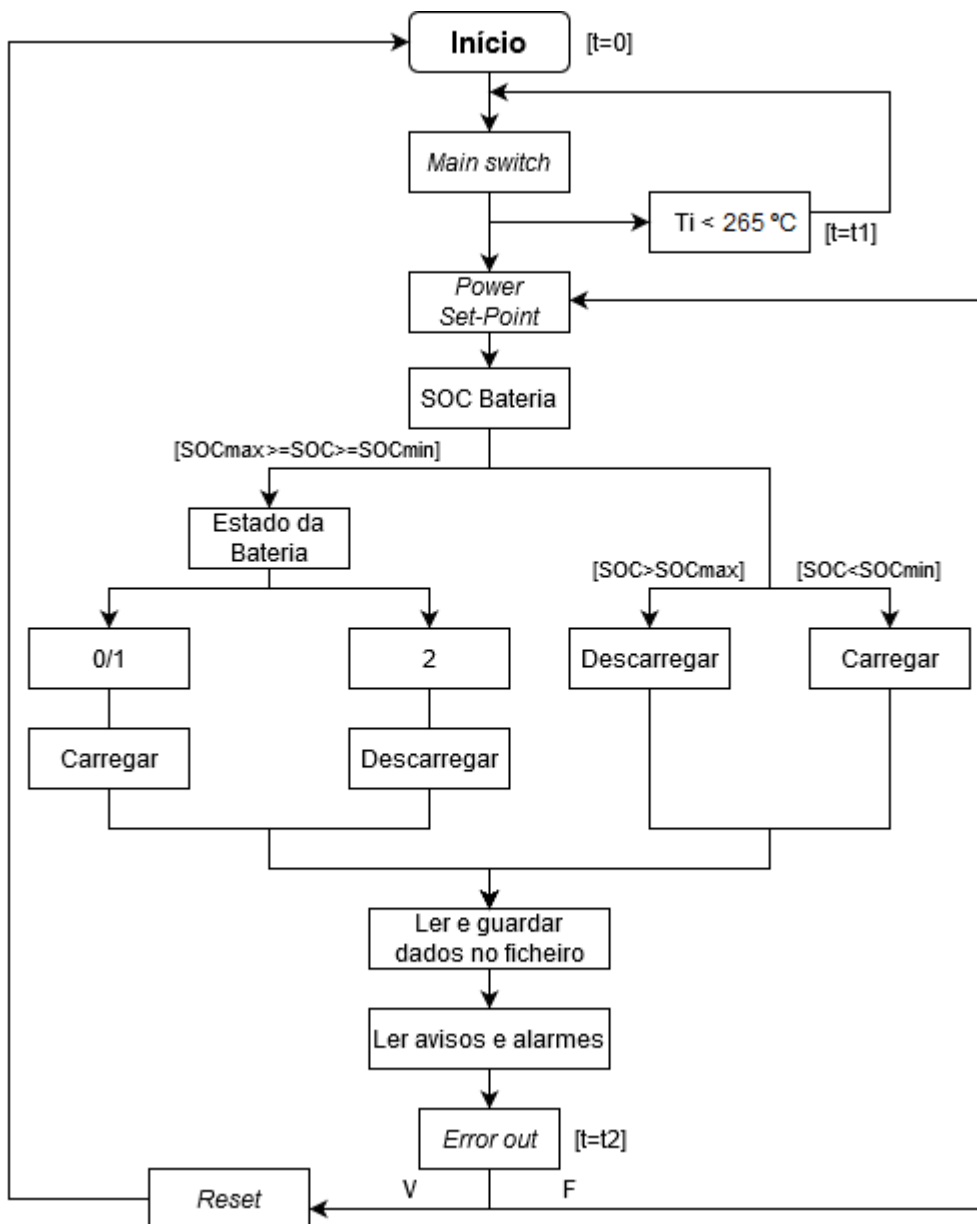 Início
[t=0]
Main switch
Ti < 265 ºC
[t=t1]
Power
Set-Point
SOC Bateria
[SOCmax>=SOC>=SOCmin]
Estado da
Bateria
[SOC>SOCmax]
[SOC<SOCmin]
0/1
2
Descarregar
Carregar
Carregar
Descarregar
Ler e guardar
dados no ficheiro
Ler avisos e alarmes
Error out
[t=t2]
V
F
Reset